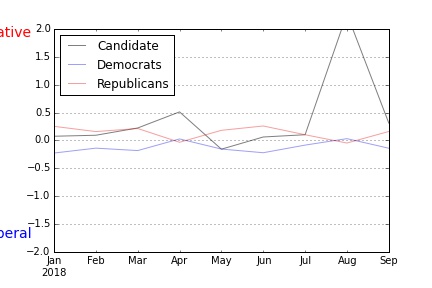 ative
beral
2.0
1.5
1.0
0.5
0.0
−0.5
−1.0
−1.5
−2.0
Candidate
Democrats
Republicans
Jan Feb Mar Apr May Jun Jul Aug Sep
2018